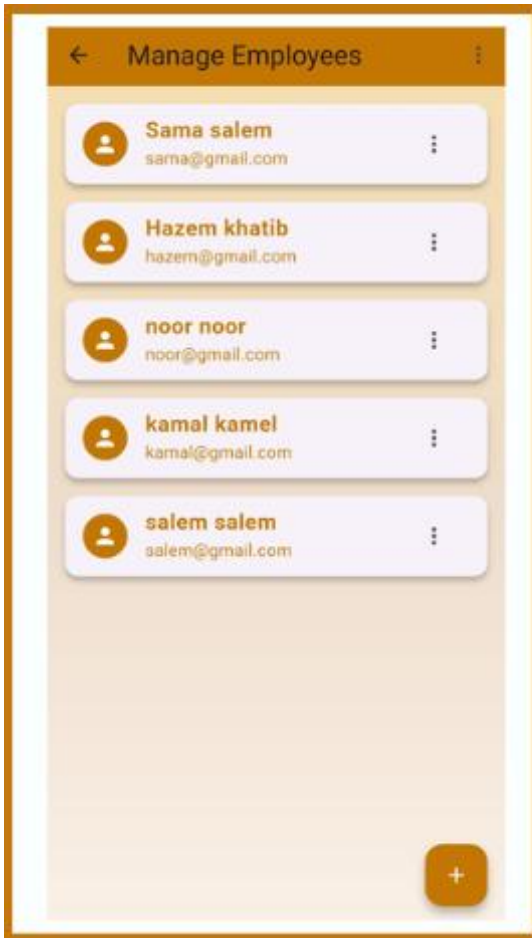 Manage Employees
Sama salem
sama@gmail.com
Hazem khatib
hazem@gmail.com
noor noor
noor@gmail.com
kamal kamel
kamal@gmail.com
salem salem
salem@gmail.com